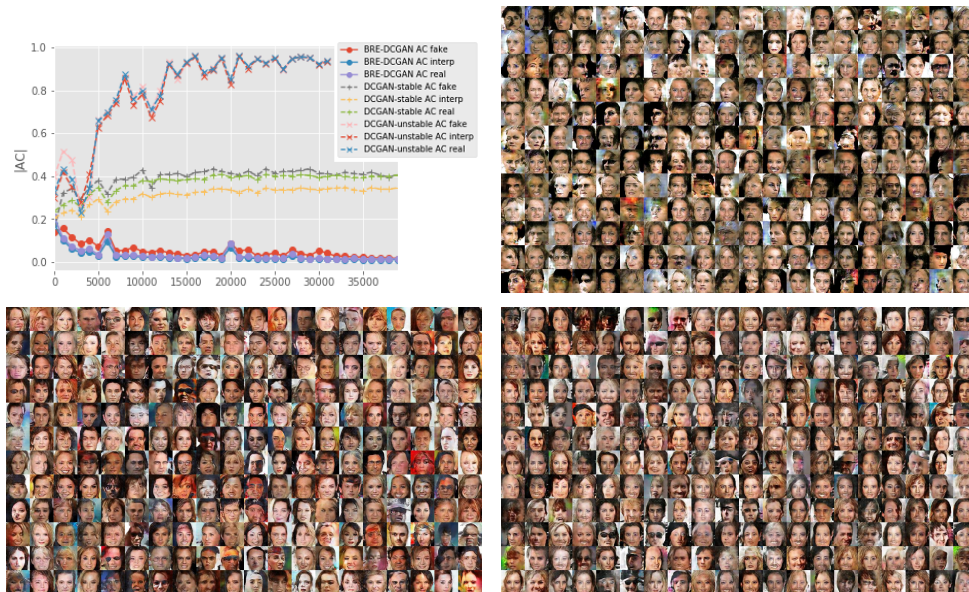 1.0
0.8
0.6
0.4
0.2
0.0
|AC|
0
5000
10000
15000
20000
25000
30000
35000
BRE-DCGAN AC fake
BRE-DCGAN AC interp
BRE-DCGAN AC real
DCGAN-stable AC fake
DCGAN-stable AC interp
DCGAN-stable AC real
DCGAN-unstable AC fake
DCGAN-unstable AC interp
DCGAN-unstable AC real